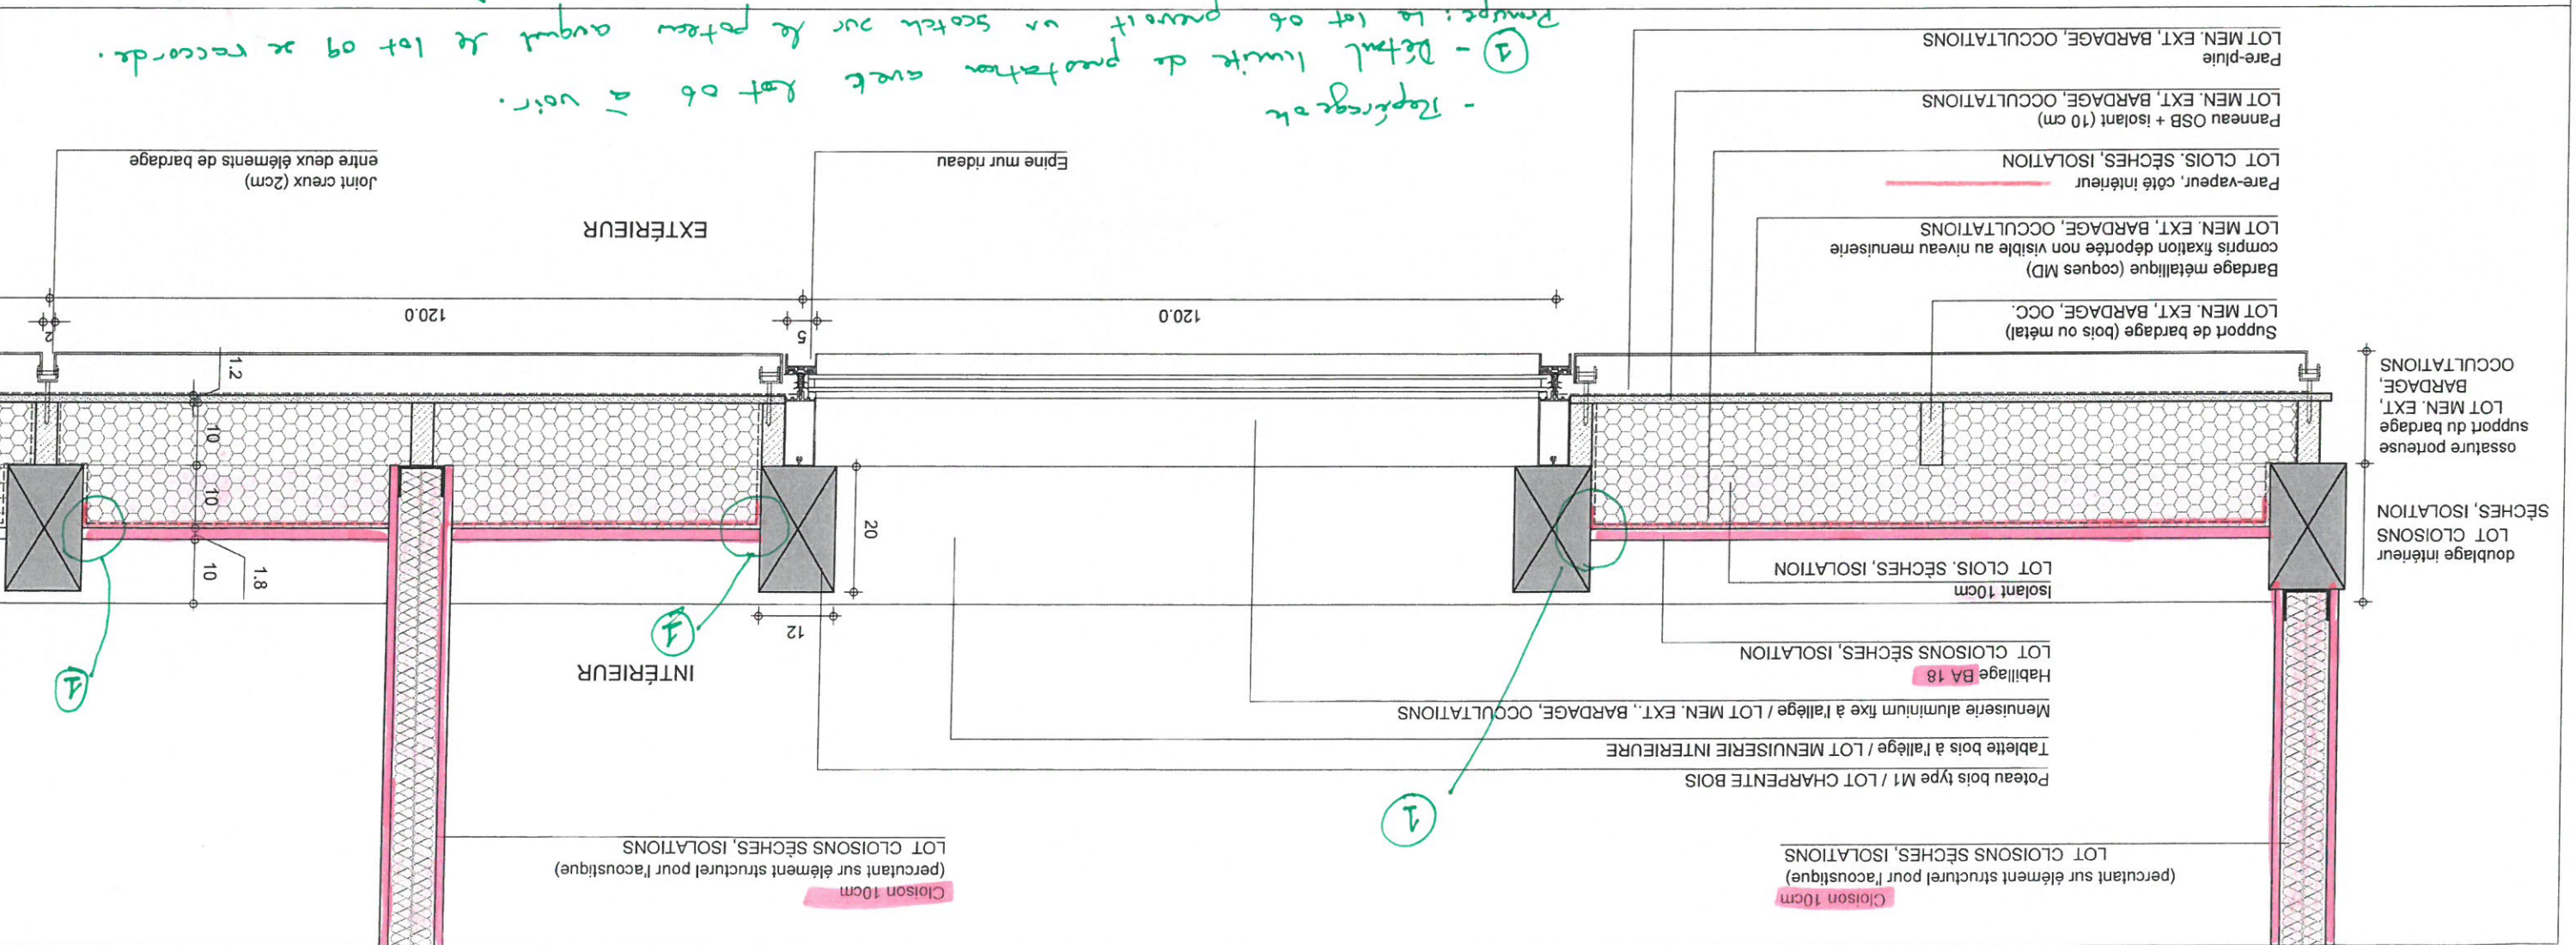 Cloison 10cm
(percutant sur élément structurel pour l'acoustique)
LOT CLOISONS SÈCHES, ISOLATIONS
Cloison 10cm
(percutant sur élément structurel pour l'acoustique)
LOT CLOISONS SÈCHES, ISOLATIONS
1
Poteau bois type M1 / LOT CHARPENTE BOIS
Tablette bois à l'allège / LOT MENUISERIE INTERIEURE
Menuiserie aluminium fixe à l'allège / LOT MEN. EXT., BARDAGE, OCCULTATIONS
Habillage BA 18
LOT CLOISONS SÈCHES, ISOLATION
INTÉRIEUR
1
1
12
Isolant 10cm
LOT CLOIS. SÈCHES, ISOLATION
20
1.8
10
10
10
1.2
doublage intérieur
LOT CLOISONS
SÈCHES, ISOLATION
ossature porteuse
support du bardage
LOT MEN. EXT,
BARDAGE,
OCCULTATIONS
Support de bardage (bois ou métal)
LOT MEN. EXT, BARDAGE, OCC.
5
2
120.0
120.0
Bardage métallique (coques MD)
compris fixation déportée non visible au niveau menuiserie
LOT MEN. EXT, BARDAGE, OCCULTATIONS
EXTÉRIEUR
Pare-vapeur, côté intérieur
LOT CLOIS. SÈCHES, ISOLATION
Epine mur rideau
Joint creux (2cm)
entre deux éléments de bardage
Panneau OSB + isolant (10 cm)
LOT MEN. EXT, BARDAGE, OCCULTATIONS
Pare-pluie
LOT MEN. EXT, BARDAGE, OCCULTATIONS
- Repérage ok
1 - Détail limite de prestation avec lot 06 à voir.
Principe : Le lot 06 prévoit un scotch sur le poteau auquel le lot 09 se raccorde.